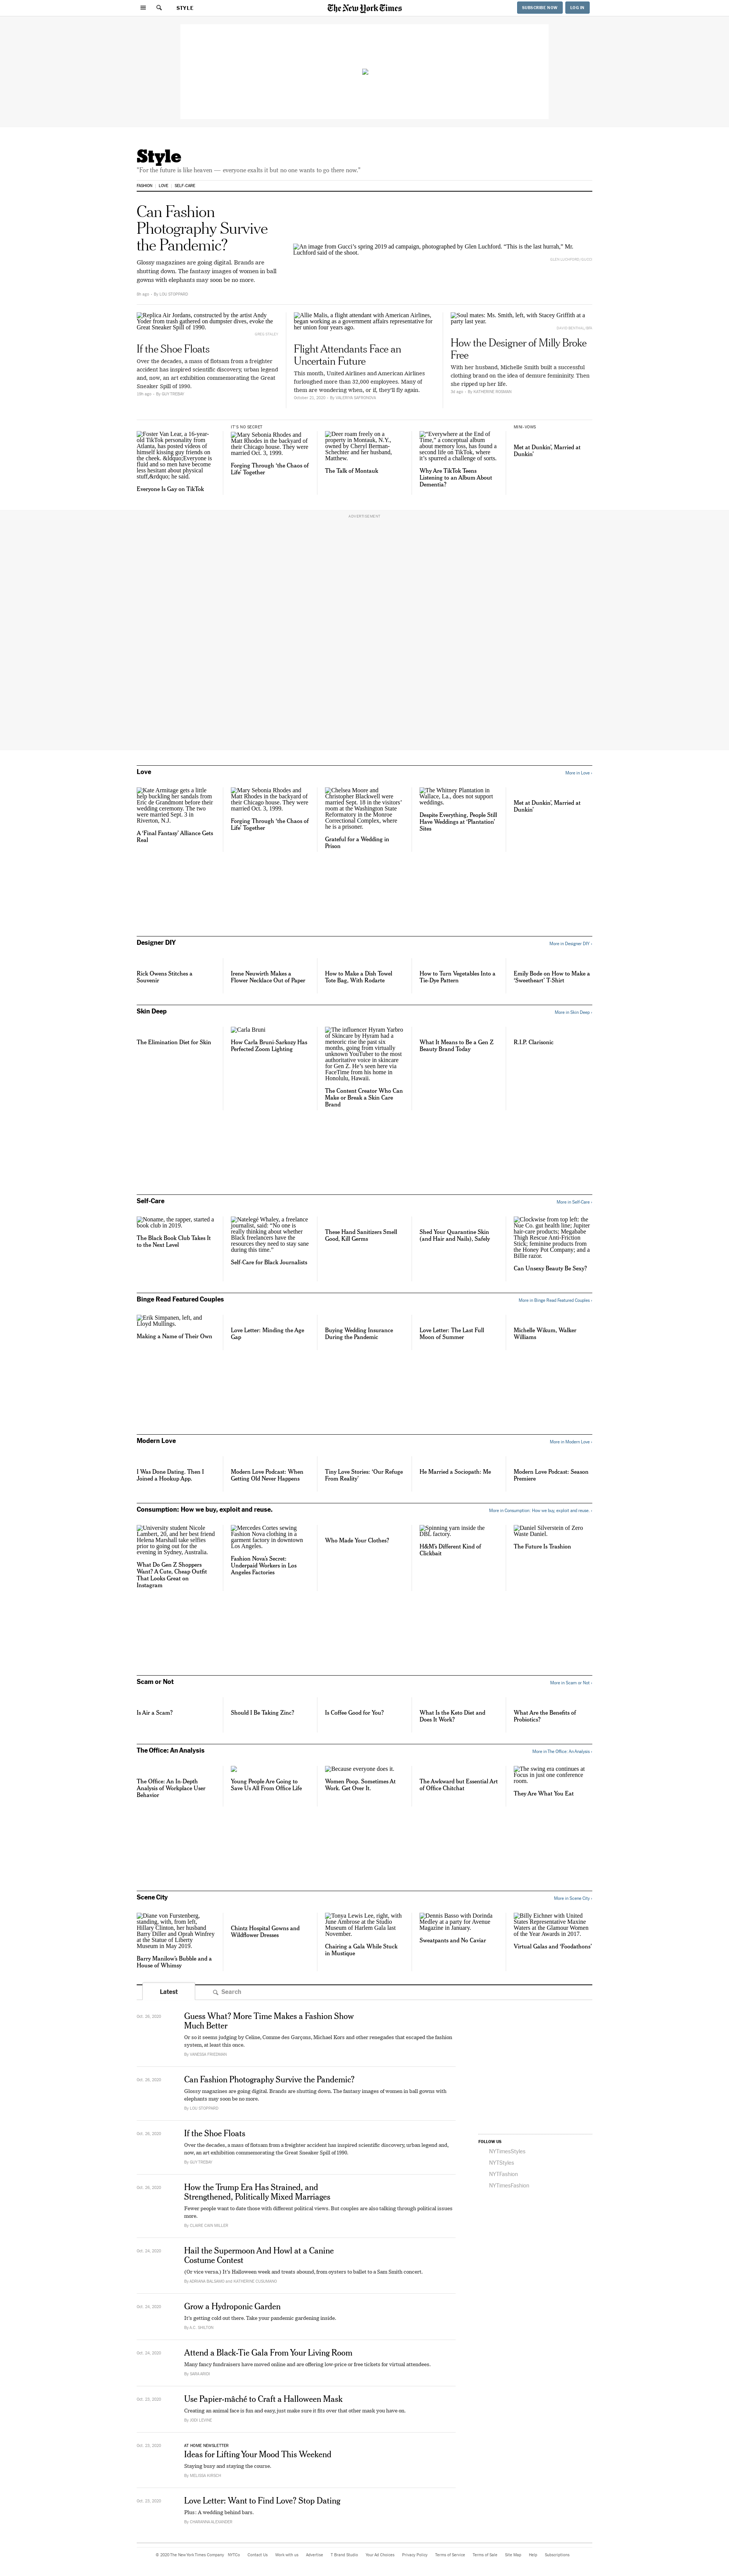 STYLE
The New York Times
SUBSCRIBE NOW
LOG IN
Style
"For the future is like heaven — everyone exalts it but no one wants to go there now."
FASHION
LOVE
SELF-CARE
Can Fashion
Photography Survive
the Pandemic?
Glossy magazines are going digital. Brands are
shutting down. The fantasy images of women in ball
gowns with elephants may soon be no more.
By LOU STOPPARD
An image from Gucci's spring 2019 ad campaign, photographed by Glen Luchford. "This is the last hurrah," Mr.
Luchford said of the shoot.
Replica Air Jordans, constructed by the artist Andy
Yoder from trash gathered on dumpster dives, evoke the
Great Sneaker Spill of 1990.
If the Shoe Floats
Over the decades, a mass of flotsam from a freighter
accident has inspired scientific discovery, urban legend
and, now, an art exhibition commemorating the Great
Sneaker Spill of 1990.
By GUY TREBAY
Allie Malis, a flight attendant with American Airlines,
began working as a government affairs representative for
her union four years ago.
Flight Attendants Face an
Uncertain Future
This month, United Airlines and American Airlines
furloughed more than 32,000 employees. Many of
them are wondering when, or if, they'll fly again.
October 21, 2020 · By VALERIYA SAFRONOVA
Soul mates: Ms. Smith, left, with Stacey Griffith at a
party last year.
How the Designer of Milly Broke
Free
With her husband, Michelle Smith built a successful
clothing brand on the idea of demure femininity. Then
she ripped up her life.
By KATHERINE ROSMAN
Foster Van Lear, a 16-year-
old TikTok personality from
Atlanta, has posted videos of
himself kissing guy friends on
the cheek. &ldquo;Everyone is
fluid and so men have become
less hesitant about physical
stuff,&rdquo; he said.
Everyone Is Gay on TikTok
IT'S NO SECRET
Mary Sebonia Rhodes and
Matt Rhodes in the backyard of
their Chicago house. They were
married Oct. 3, 1999.
Forging Through 'the Chaos of
Life' Together
Deer roam freely on a
property in Montauk, N.Y.,
owned by Cheryl Berman-
Schechter and her husband,
Matthew.
The Talk of Montauk
"Everywhere at the End of
Time," a conceptual album
about memory loss, has found a
second life on TikTok, where
it's spurred a challenge of sorts.
Why Are TikTok Teens
Listening to an Album About
Dementia?
MINI-VOWS
Met at Dunkin', Married at
Dunkin'
ADVERTISEMENT
Love
More in Love ›
Kate Armitage gets a little
help buckling her sandals from
Eric de Grandmont before their
wedding ceremony. The two
were married Sept. 3 in
Riverton, N.J.
A 'Final Fantasy' Alliance Gets
Real
Mary Sebonia Rhodes and
Matt Rhodes in the backyard of
their Chicago house. They were
married Oct. 3, 1999.
Forging Through 'the Chaos of
Life' Together
Chelsea Moore and
Christopher Blackwell were
married Sept. 18 in the visitors'
room at the Washington State
Reformatory in the Monroe
Correctional Complex, where
he is a prisoner.
Grateful for a Wedding in
Prison
The Whitney Plantation in
Wallace, La., does not support
weddings.
Despite Everything, People Still
Have Weddings at 'Plantation'
Sites
Met at Dunkin', Married at
Dunkin'
Designer DIY
More in Designer DIY ›
Rick Owens Stitches a
Souvenir
Irene Neuwirth Makes a
Flower Necklace Out of Paper
How to Make a Dish Towel
Tote Bag, With Rodarte
How to Turn Vegetables Into a
Tie-Dye Pattern
Emily Bode on How to Make a
'Sweetheart' T-Shirt
Skin Deep
More in Skin Deep ›
The Elimination Diet for Skin
Carla Bruni
How Carla Bruni-Sarkozy Has
Perfected Zoom Lighting
The influencer Hyram Yarbro
of Skincare by Hyram had a
meteoric rise the past six
months, going from virtually
unknown YouTuber to the most
authoritative voice in skincare
for Gen Z. He's seen here via
FaceTime from his home in
Honolulu, Hawaii.
The Content Creator Who Can
Make or Break a Skin Care
Brand
What It Means to Be a Gen Z
Beauty Brand Today
R.I.P. Clarisonic
Self-Care
More in Self-Care ›
Noname, the rapper, started a
book club in 2019.
The Black Book Club Takes It
to the Next Level
Natelegé Whaley, a freelance
journalist, said: "No one is
really thinking about whether
Black freelancers have the
resources they need to stay sane
during this time."
Self-Care for Black Journalists
These Hand Sanitizers Smell
Good, Kill Germs
Shed Your Quarantine Skin
(and Hair and Nails), Safely
Clockwise from top left: the
Nue Co. gut health line; Jupiter
hair-care products; Megababe
Thigh Rescue Anti-Friction
Stick; feminine products from
the Honey Pot Company; and a
Billie razor.
Can Unsexy Beauty Be Sexy?
Binge Read Featured Couples
More in Binge Read Featured Couples ›
Erik Simpanen, left, and
Lloyd Mullings.
Making a Name of Their Own
Love Letter: Minding the Age
Gap
Buying Wedding Insurance
During the Pandemic
Love Letter: The Last Full
Moon of Summer
Michelle Wikum, Walker
Williams
Modern Love
More in Modern Love ›
I Was Done Dating. Then I
Joined a Hookup App.
Modern Love Podcast: When
Getting Old Never Happens
Tiny Love Stories: 'Our Refuge
From Reality'
He Married a Sociopath: Me
Modern Love Podcast: Season
Premiere
Consumption: How we buy, exploit and reuse.
More in Consumption: How we buy, exploit and reuse. ›
University student Nicole
Lambert, 20, and her best friend
Helena Marshall take selfies
prior to going out for the
evening in Sydney, Australia.
What Do Gen Z Shoppers
Want? A Cute, Cheap Outfit
That Looks Great on
Instagram
Mercedes Cortes sewing
Fashion Nova clothing in a
garment factory in downtown
Los Angeles.
Fashion Nova's Secret:
Underpaid Workers in Los
Angeles Factories
Who Made Your Clothes?
Spinning yarn inside the
DBL factory.
H&M's Different Kind of
Clickbait
Daniel Silverstein of Zero
Waste Daniel.
The Future Is Trashion
Scam or Not
More in Scam or Not ›
Is Air a Scam?
Should I Be Taking Zinc?
Is Coffee Good for You?
What Is the Keto Diet and
Does It Work?
What Are the Benefits of
Probiotics?
The Office: An Analysis
More in The Office: An Analysis ›
The Office: An In-Depth
Analysis of Workplace User
Behavior
Young People Are Going to
Save Us All From Office Life
Because everyone does it.
Women Poop. Sometimes At
Work. Get Over It.
The Awkward but Essential Art
of Office Chitchat
The swing era continues at
Focus in just one conference
room.
They Are What You Eat
Scene City
More in Scene City ›
Diane von Furstenberg,
standing, with, from left,
Hillary Clinton, her husband
Barry Diller and Oprah Winfrey
at the Statue of Liberty
Museum in May 2019.
Barry Manilow's Bubble and a
House of Whimsy
Chintz Hospital Gowns and
Wildflower Dresses
Tonya Lewis Lee, right, with
June Ambrose at the Studio
Museum of Harlem Gala last
November.
Chairing a Gala While Stuck
in Mustique
Dennis Basso with Dorinda
Medley at a party for Avenue
Magazine in January.
Sweatpants and No Caviar
Billy Eichner with United
States Representative Maxine
Waters at the Glamour Women
of the Year Awards in 2017.
Virtual Galas and 'Foodathons'
Latest
Search
Guess What? More Time Makes a Fashion Show
Much Better
Or so it seems judging by Celine, Comme des Garçons, Michael Kors and other renegades that escaped the fashion
system, at least this once.
By VANESSA FRIEDMAN
Can Fashion Photography Survive the Pandemic?
Glossy magazines are going digital. Brands are shutting down. The fantasy images of women in ball gowns with
elephants may soon be no more.
By LOU STOPPARD
If the Shoe Floats
Over the decades, a mass of flotsam from a freighter accident has inspired scientific discovery, urban legend and,
now, an art exhibition commemorating the Great Sneaker Spill of 1990.
By GUY TREBAY
How the Trump Era Has Strained, and
Strengthened, Politically Mixed Marriages
Fewer people want to date those with different political views. But couples are also talking through political issues
more.
By CLAIRE CAIN MILLER
Hail the Supermoon And Howl at a Canine
Costume Contest
(Or vice versa.) It's Halloween week and treats abound, from oysters to ballet to a Sam Smith concert.
By ADRIANA BALSAMO and KATHERINE CUSUMANO
Grow a Hydroponic Garden
It's getting cold out there. Take your pandemic gardening inside.
By A.C. SHILTON
Attend a Black-Tie Gala From Your Living Room
Many fancy fundraisers have moved online and are offering low-price or free tickets for virtual attendees.
By SARA ARIDI
Use Papier-mâché to Craft a Halloween Mask
Creating an animal face is fun and easy, just make sure it fits over that other mask you have on.
By JODI LEVINE
AT HOME NEWSLETTER
Ideas for Lifting Your Mood This Weekend
Staying busy and staying the course.
By MELISSA KIRSCH
Love Letter: Want to Find Love? Stop Dating
Plus: A wedding behind bars.
By CHARANNA ALEXANDER
FOLLOW US
NYTimesStyles
NYTStyles
NYTFashion
NYTimesFashion
© 2020 The New York Times Company
NYTCo
Contact Us
Work with us
Advertise
T Brand Studio
Your Ad Choices
Privacy Policy
Terms of Service
Terms of Sale
Site Map
Help
Subscriptions